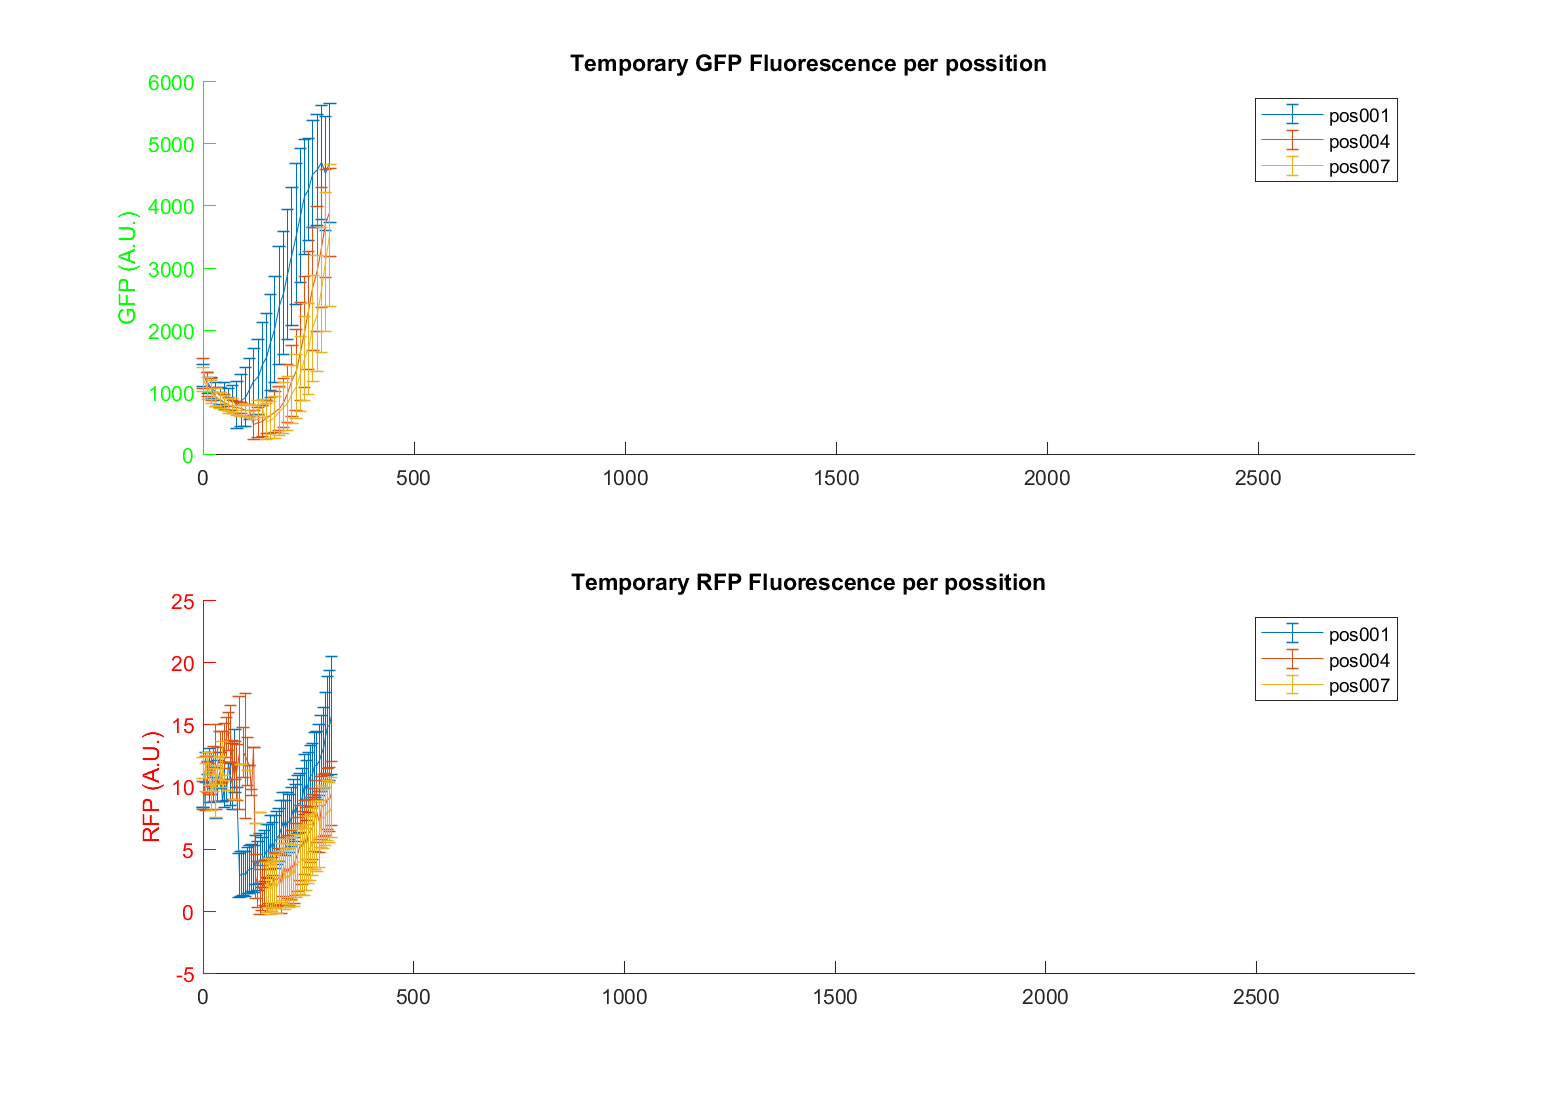 Temporary GFP Fluorescence per possition
6000
5000
4000
3000
2000
1000
0
GFP (A.U.)
pos001
pos004
pos007
0 500 1000 1500 2000 2500
Temporary RFP Fluorescence per possition
25
20
15
10
5
0
-5
RFP (A.U.)
pos001
pos004
pos007
0 500 1000 1500 2000 2500